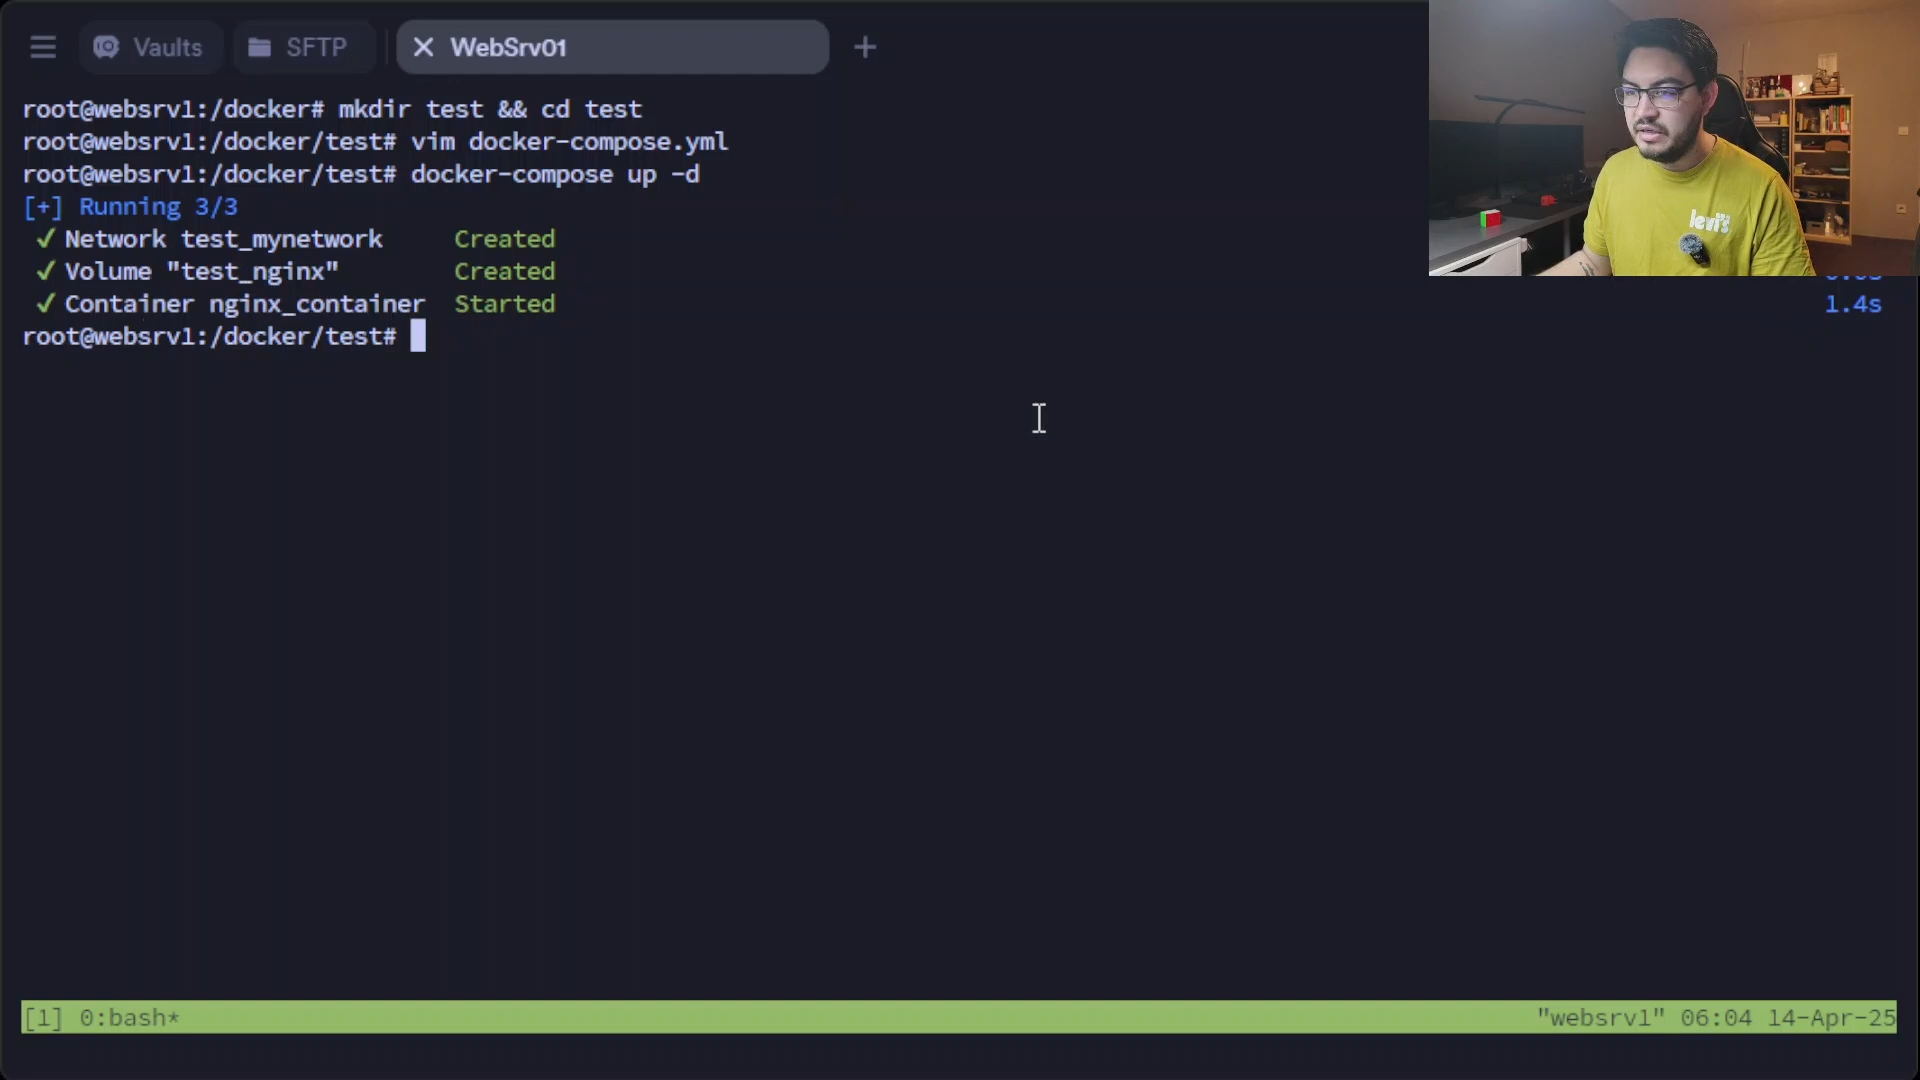 Vaults SFTP WebSrv01
root@websrv1:/docker# mkdir test && cd test
root@websrv1:/docker/test# vim docker-compose.yml
root@websrv1:/docker/test# docker-compose up -d
[+] Running 3/3
✓ Network test_mynetwork Created
✓ Volume "test_nginx" Created
✓ Container nginx_container Started 1.4s
root@websrv1:/docker/test#
levi's
[1] 0:bash* "websrv1" 06:04 14-Apr-25